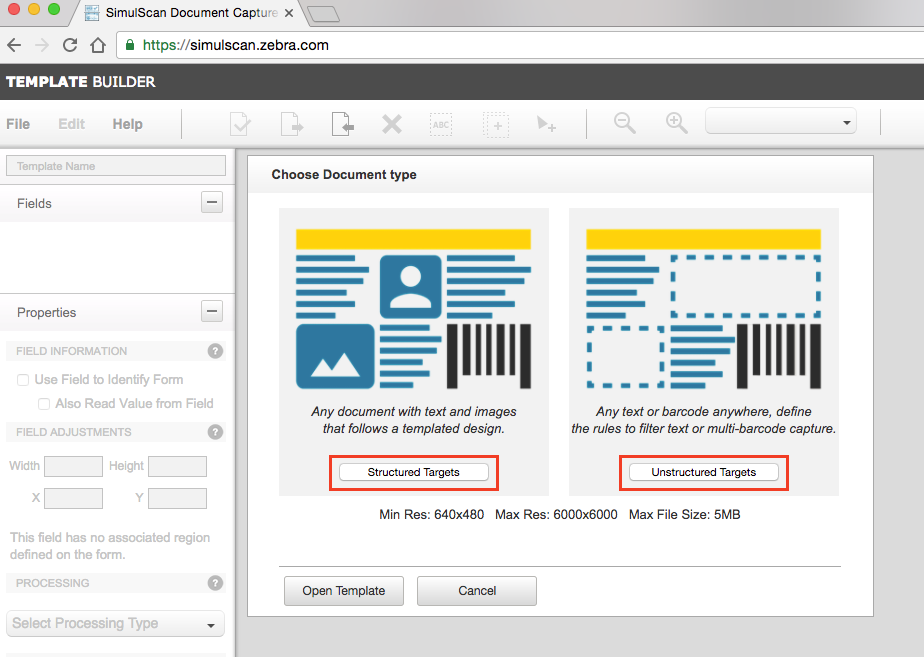 SimulScan Document Capture
https://simulscan.zebra.com
TEMPLATE BUILDER
File Edit Help
ABC
Template Name
Fields
Properties
FIELD INFORMATION ?
Use Field to Identify Form
Also Read Value from Field
FIELD ADJUSTMENTS ?
Width Height
X Y
This field has no associated region
defined on the form.
PROCESSING ?
Select Processing Type
Choose Document type
Any document with text and images
that follows a templated design.
Structured Targets
Any text or barcode anywhere, define
the rules to filter text or multi-barcode capture.
Unstructured Targets
Min Res: 640x480 Max Res: 6000x6000 Max File Size: 5MB
Open Template Cancel